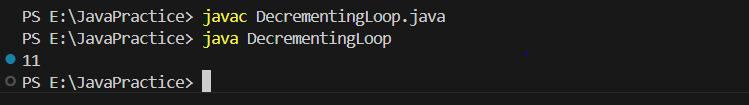 PS E:\JavaPractice> javac DecrementingLoop.java
PS E:\JavaPractice> java DecrementingLoop
11
PS E:\JavaPractice>